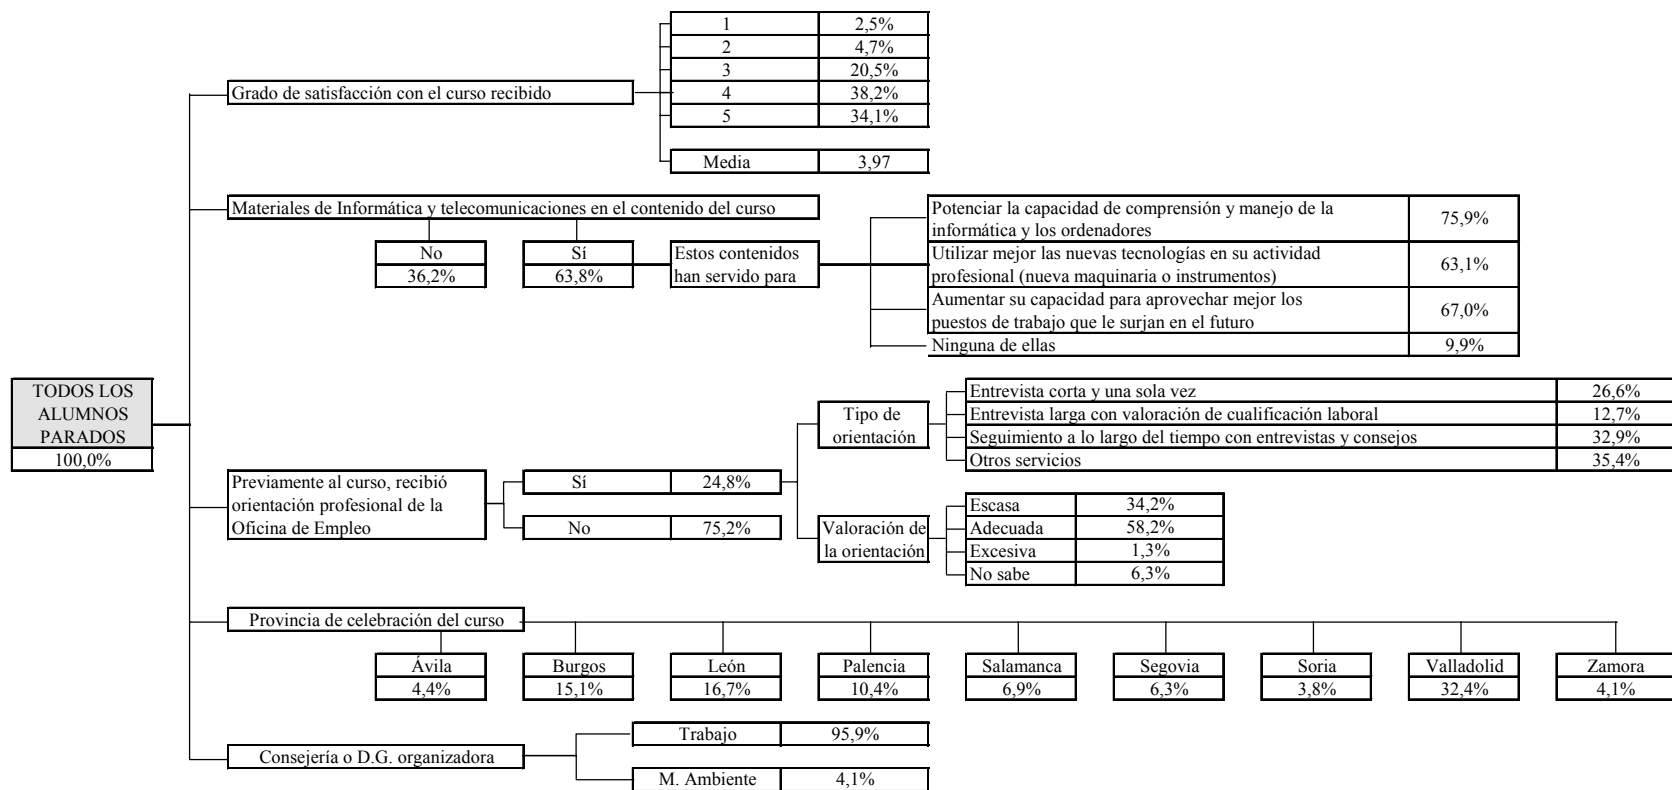 1 2,5%
2 4,7%
3 20,5%
Grado de satisfacción con el curso recibido 4 38,2%
5 34,1%
Media 3,97
Materiales de Informática y telecomunicaciones en el contenido del curso
No Sí
36,2% 63,8%
Estos contenidos
han servido para
Potenciar la capacidad de comprensión y manejo de la
informática y los ordenadores
75,9%
Utilizar mejor las nuevas tecnologías en su actividad
profesional (nueva maquinaria o instrumentos)
63,1%
Aumentar su capacidad para aprovechar mejor los
puestos de trabajo que le surjan en el futuro
67,0%
Ninguna de ellas 9,9%
TODOS LOS
ALUMNOS
PARADOS
100,0%
Previamente al curso, recibió
orientación profesional de la
Oficina de Empleo
Sí 24,8%
No 75,2%
Tipo de
orientación
Entrevista corta y una sola vez 26,6%
Entrevista larga con valoración de cualificación laboral 12,7%
Seguimiento a lo largo del tiempo con entrevistas y consejos 32,9%
Otros servicios 35,4%
Valoración de
la orientación
Escasa 34,2%
Adecuada 58,2%
Excesiva 1,3%
No sabe 6,3%
Provincia de celebración del curso
Ávila Burgos León Palencia Salamanca Segovia Soria Valladolid Zamora
4,4% 15,1% 16,7% 10,4% 6,9% 6,3% 3,8% 32,4% 4,1%
Consejería o D.G. organizadora
Trabajo 95,9%
M. Ambiente 4,1%